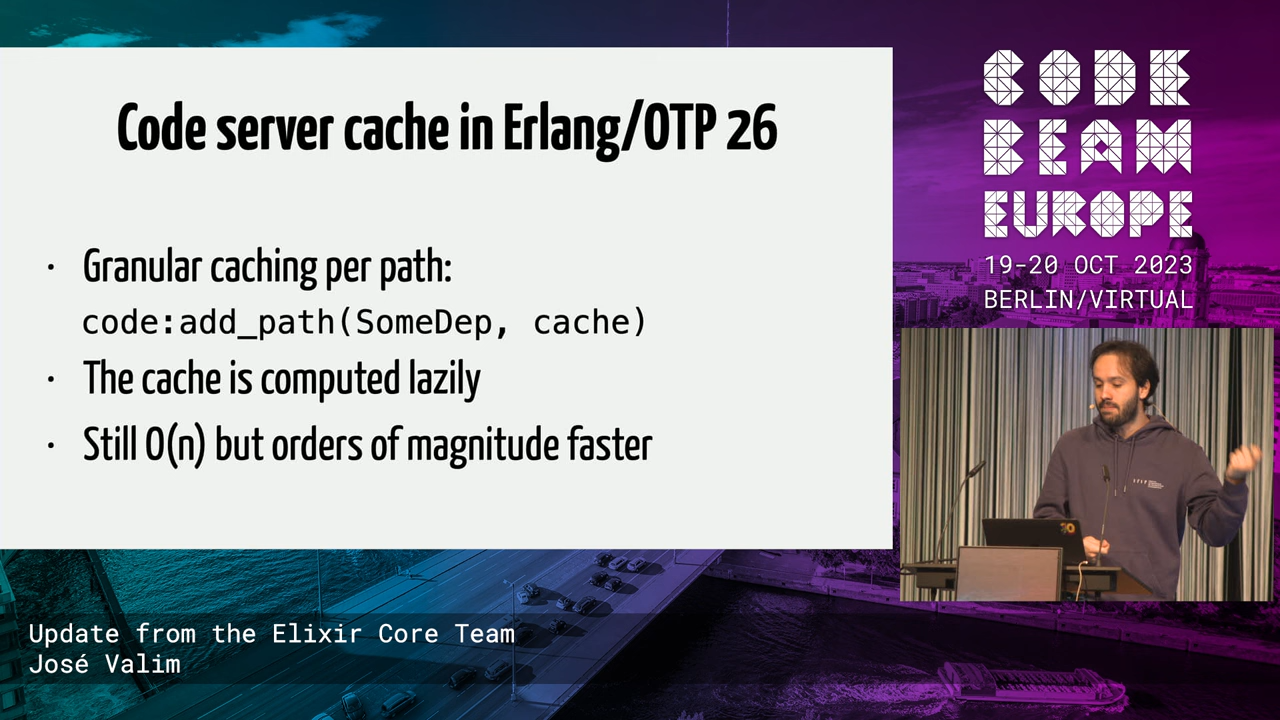 Code server cache in Erlang/OTP 26
· Granular caching per path:
code:add_path(SomeDep, cache)
· The cache is computed lazily
· Still O(n) but orders of magnitude faster
CODE
BEAM
EUROPE
19-20 OCT 2023
BERLIN/VIRTUAL
Update from the Elixir Core Team
José Valim